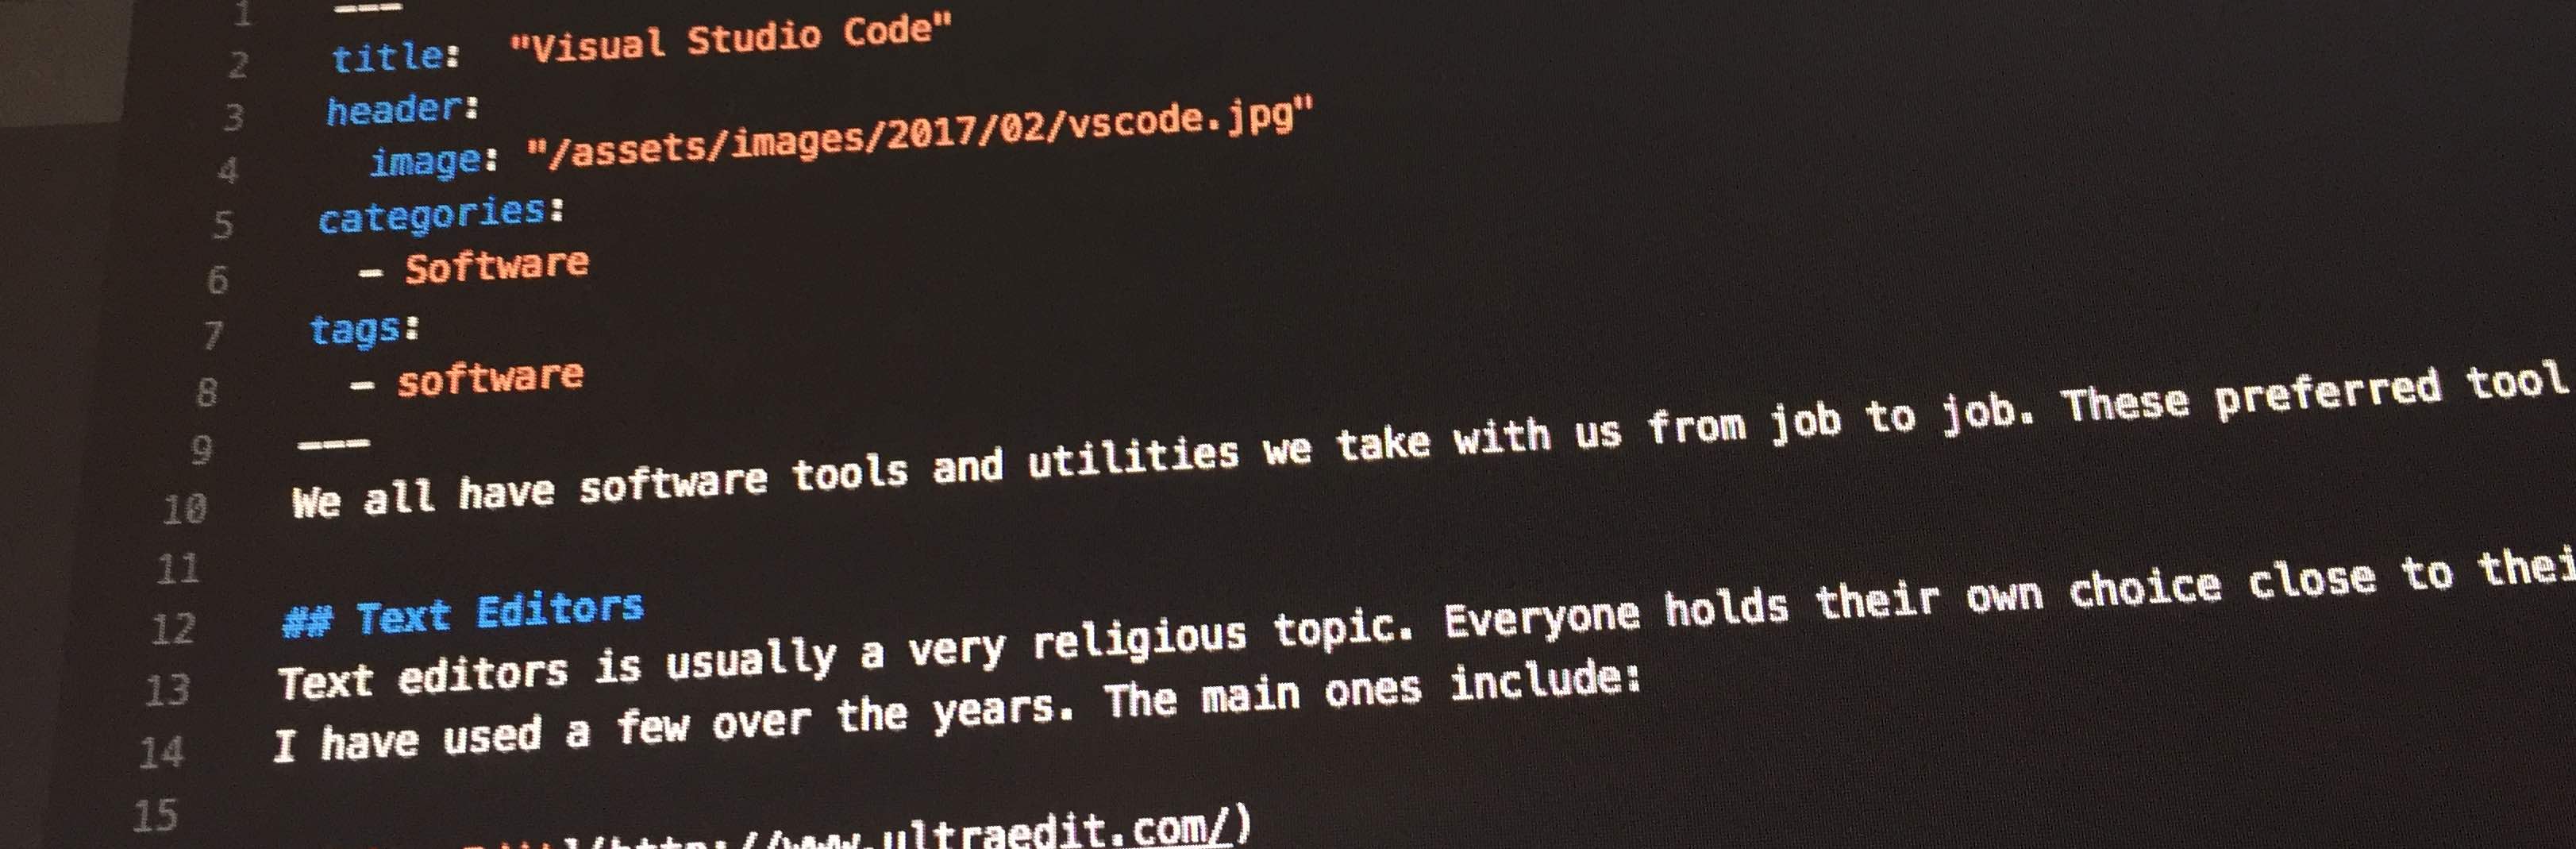 1 ---
2 title:  "Visual Studio Code"
3 header:
4   image: "/assets/images/2017/02/vscode.jpg"
5 categories:
6   - Software
7 tags:
8   - software
9 ---
10 We all have software tools and utilities we take with us from job to job. These preferred tool
11
12 ## Text Editors
13 Text editors is usually a very religious topic. Everyone holds their own choice close to thei
14 I have used a few over the years. The main ones include:
15
(http://www.ultraedit.com/)